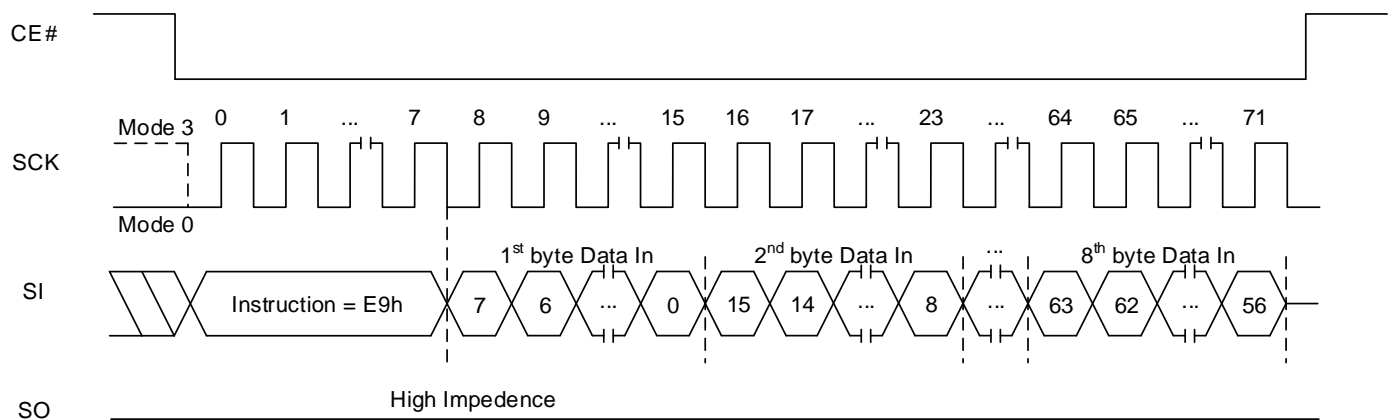 CE#
0 1 ... 7 8 9 ... 15 16 17 ... 23 ... 64 65 ... 71
Mode 3
SCK
Mode 0
1st byte Data In 2nd byte Data In ... 8th byte Data In
SI Instruction = E9h 7 6 ... 0 15 14 ... 8 ... 63 62 ... 56
High Impedence
SO